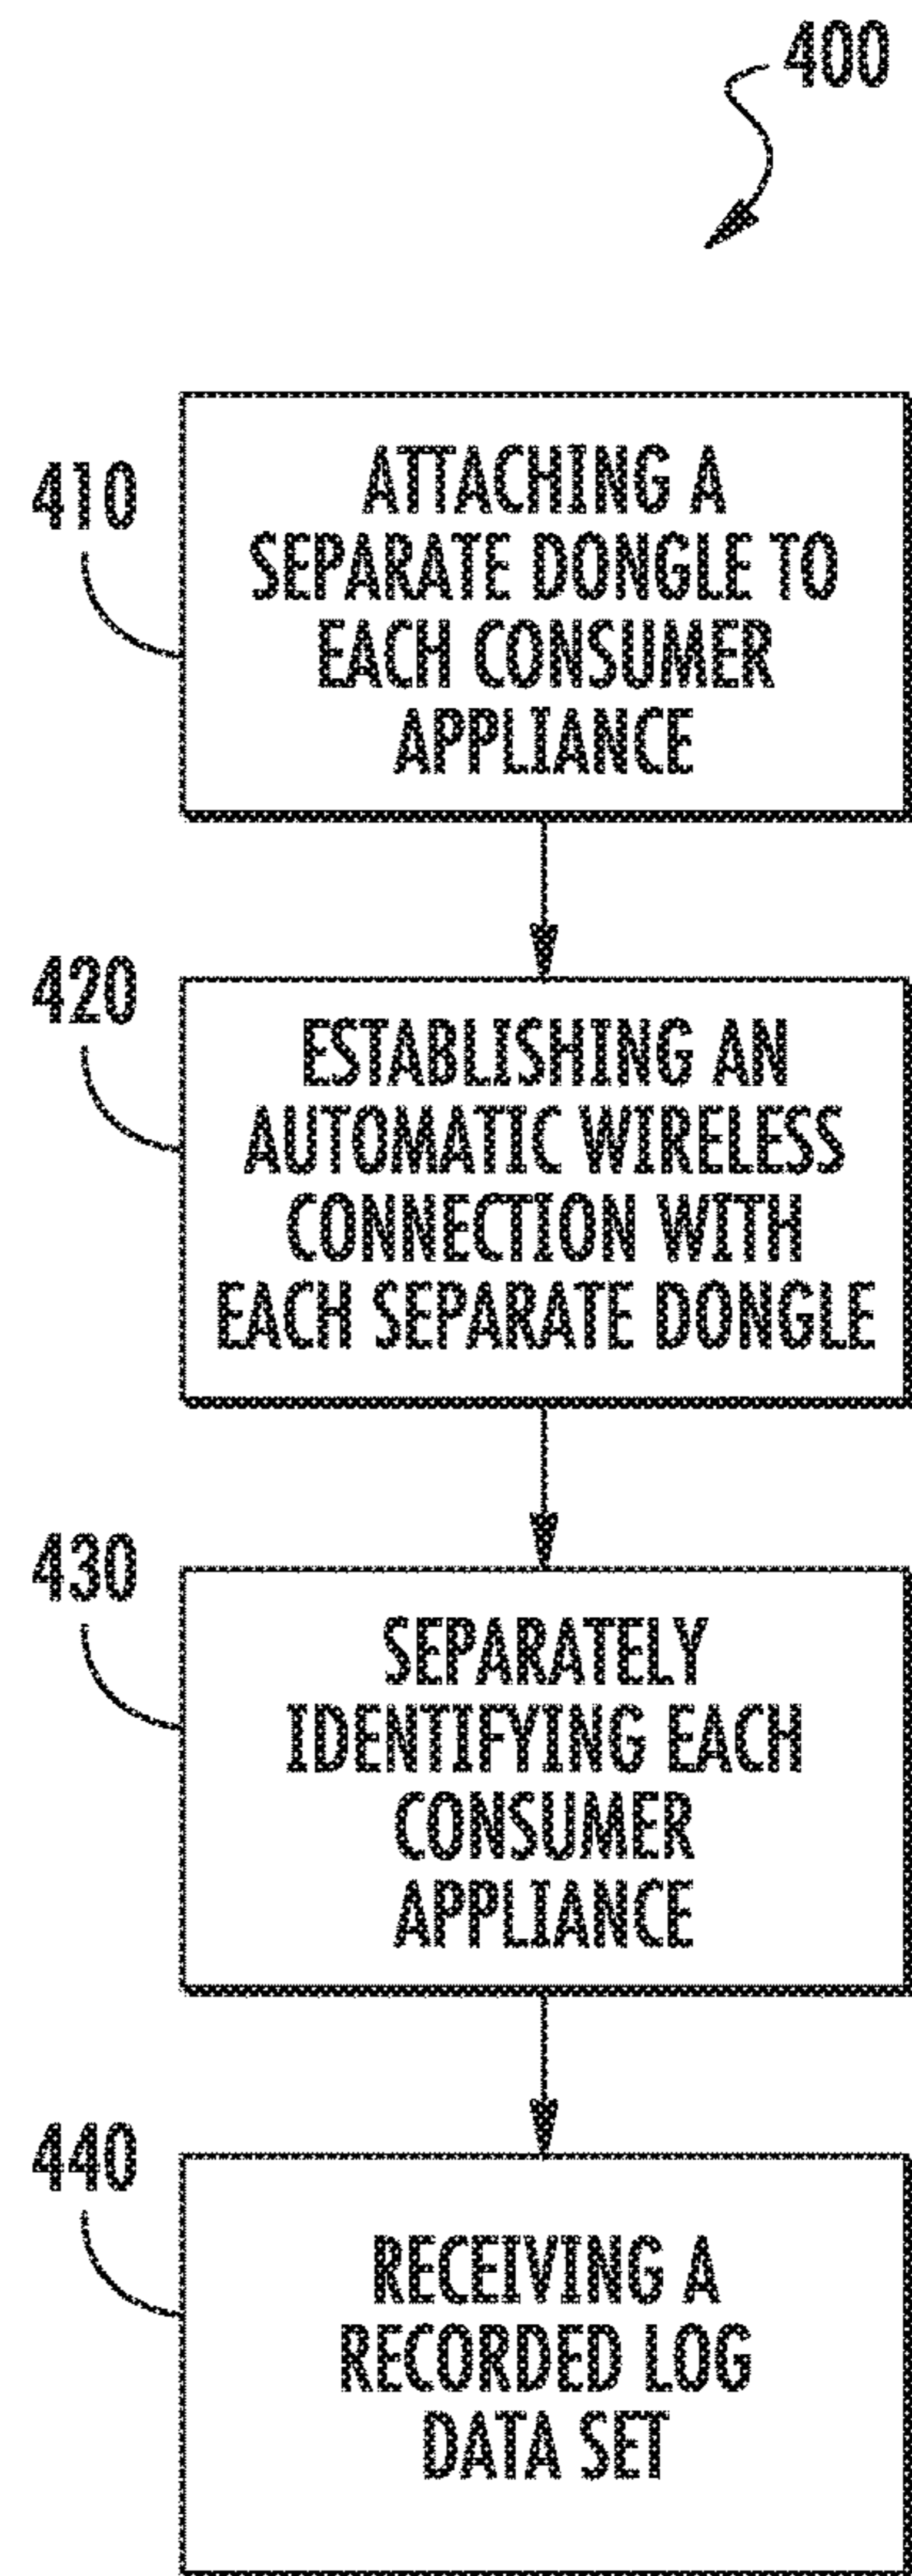 400
410
ATTACHING A
SEPARATE DONGLE TO
EACH CONSUMER
APPLIANCE
420
ESTABLISHING AN
AUTOMATIC WIRELESS
CONNECTION WITH
EACH SEPARATE DONGLE
430
SEPARATELY
IDENTIFYING EACH
CONSUMER
APPLIANCE
440
RECEIVING A
RECORDED LOG
DATA SET